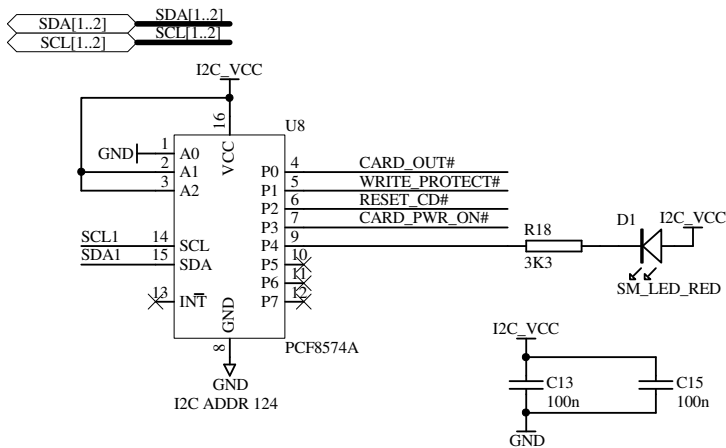 SDA[1..2] SDA[1..2]
SCL[1..2] SCL[1..2]
I2C_VCC
16
U8
VCC
GND 1 A0
2 A1
3 A2
P0 4 CARD_OUT#
P1 5 WRITE_PROTECT#
P2 6 RESET_CD#
P3 7 CARD_PWR_ON#
SCL1 14 SCL
P4 9
R18
3K3
D1
I2C_VCC
SM_LED_RED
SDA1 15 SDA
P5 10
P6 11
13 INT
P7 12
GND
8
PCF8574A
GND
I2C ADDR 124
I2C_VCC
C13
100n
C15
100n
GND